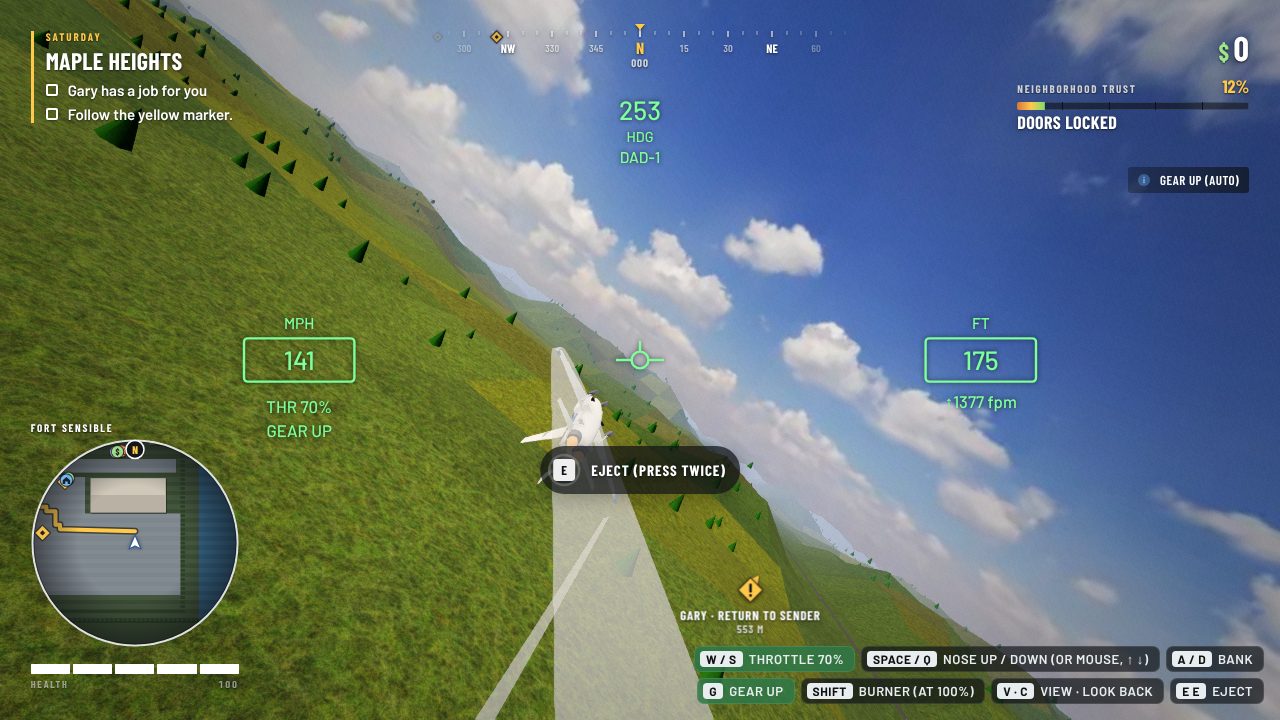 SATURDAY
MAPLE HEIGHTS
Gary has a job for you
Follow the yellow marker.
300 NW 330 345 N 15 30 NE 60
000
253
HDG
DAD-1
$0
NEIGHBORHOOD TRUST 12%
DOORS LOCKED
GEAR UP (AUTO)
MPH
141
THR 70%
GEAR UP
FT
175
↑1377 fpm
E EJECT (PRESS TWICE)
FORT SENSIBLE
$ N
HEALTH 100
GARY · RETURN TO SENDER
553 M
W / S THROTTLE 70% SPACE / Q NOSE UP / DOWN (OR MOUSE, ↑ ↓) A / D BANK
G GEAR UP SHIFT BURNER (AT 100%) V · C VIEW · LOOK BACK E E EJECT